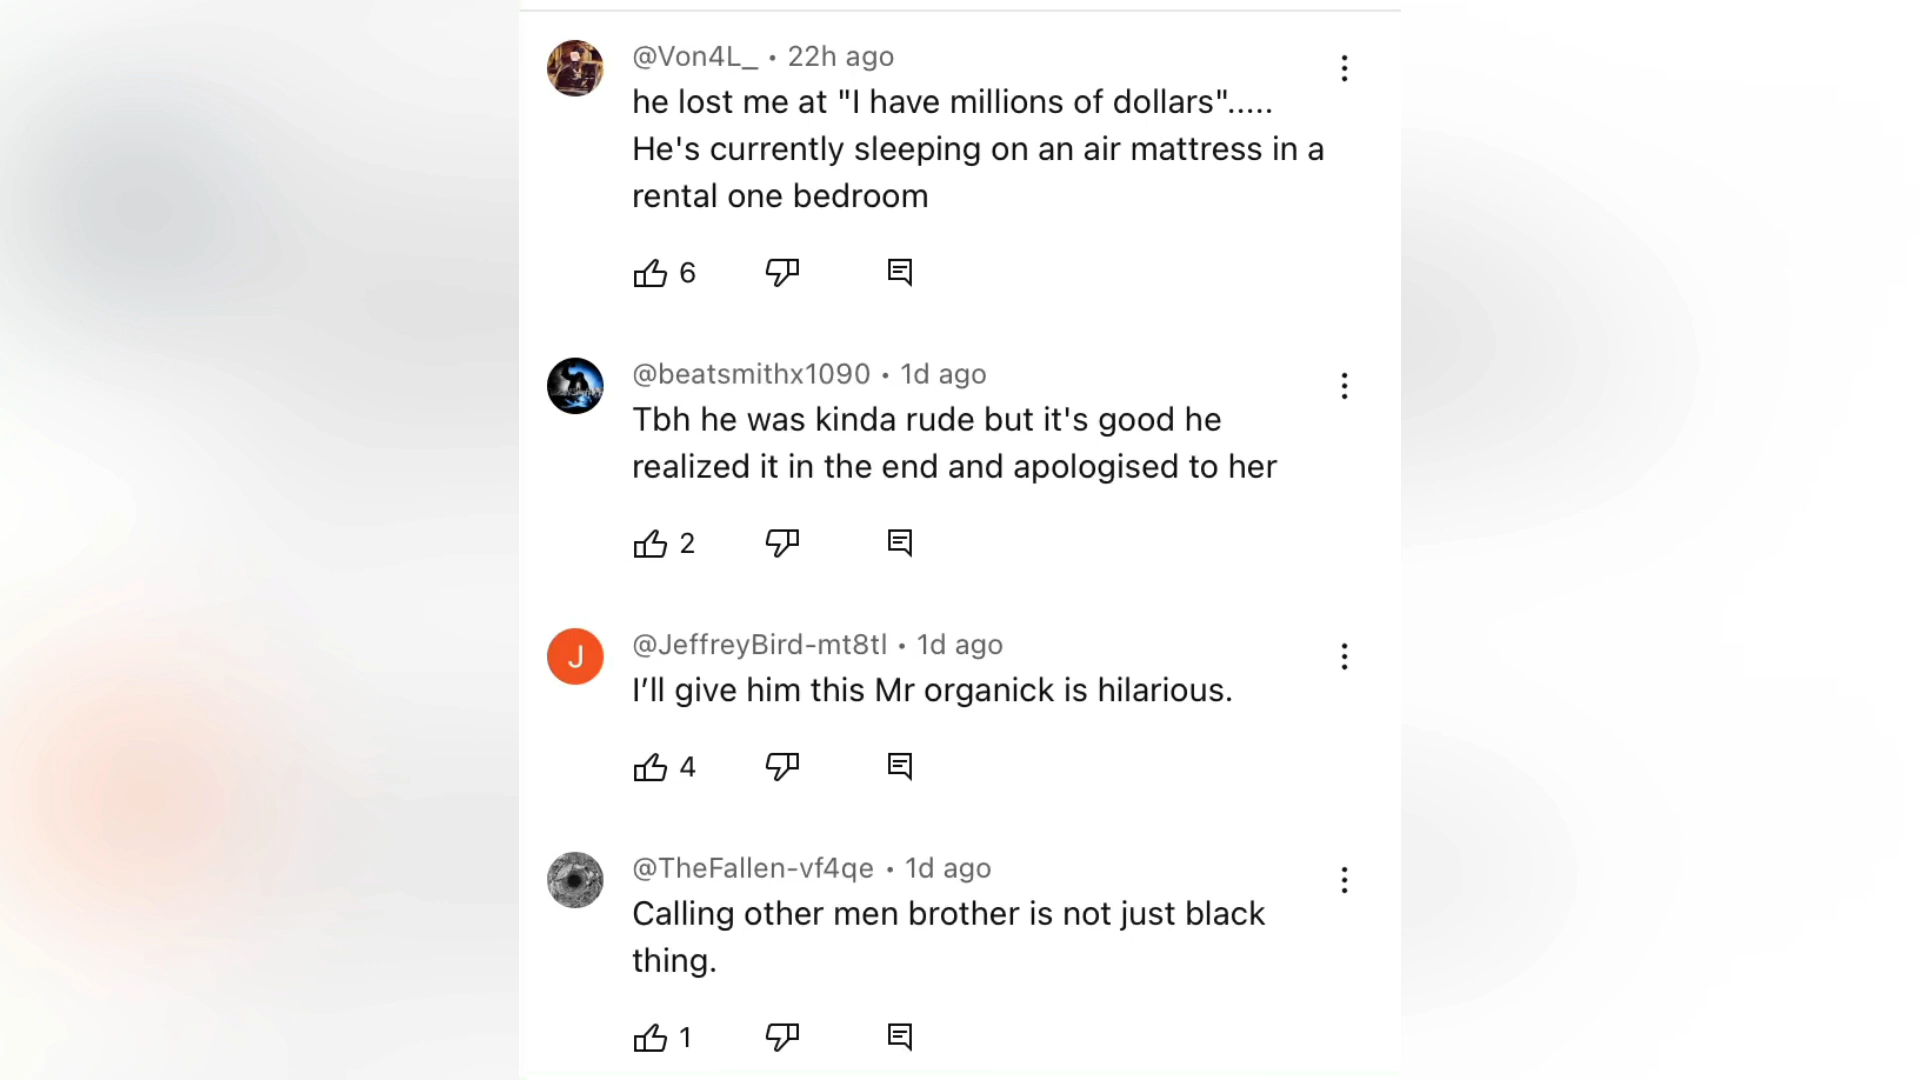 @Von4L_ • 22h ago
he lost me at "I have millions of dollars".....
He's currently sleeping on an air mattress in a
rental one bedroom
6
@beatsmithx1090 • 1d ago
Tbh he was kinda rude but it's good he
realized it in the end and apologised to her
2
J
@JeffreyBird-mt8tl • 1d ago
I’ll give him this Mr organick is hilarious.
4
@TheFallen-vf4qe • 1d ago
Calling other men brother is not just black
thing.
1